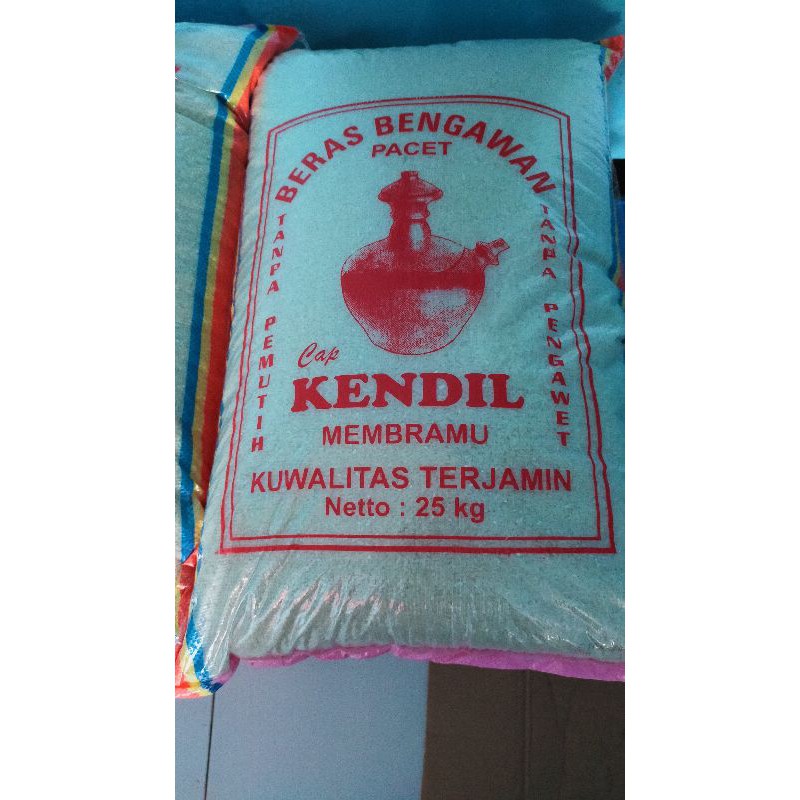 BERAS BENGAWAN
PACET
TANPA PEMUTIH
TANPA PENGAWET
Cap
KENDIL
MEMBRAMU
KUWALITAS TERJAMIN
Netto : 25 kg